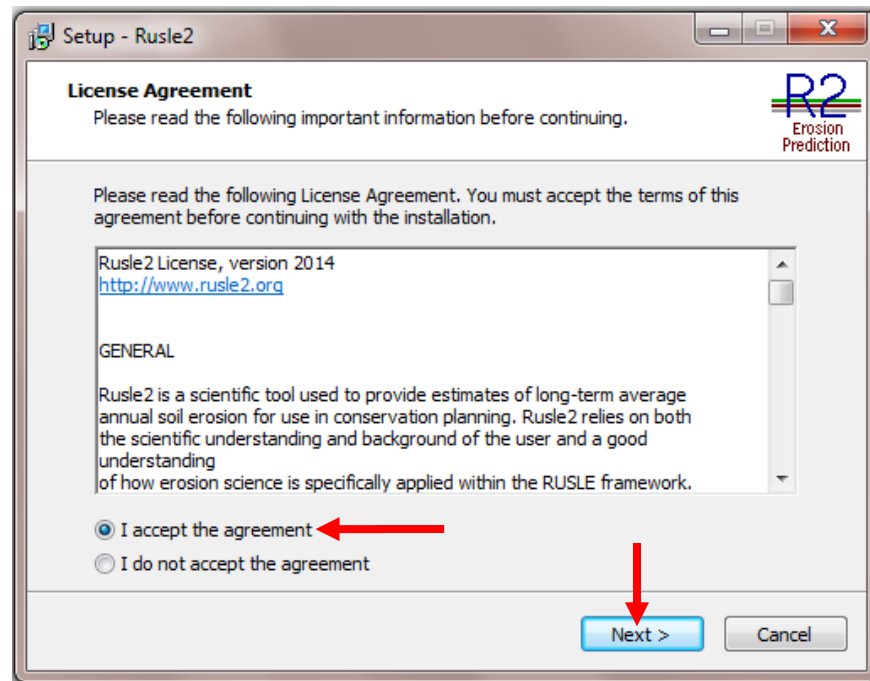 Setup - Rusle2
License Agreement
Please read the following important information before continuing.
R2
Erosion
Prediction
Please read the following License Agreement. You must accept the terms of this
agreement before continuing with the installation.
Rusle2 License, version 2014
http://www.rusle2.org
GENERAL
Rusle2 is a scientific tool used to provide estimates of long-term average
annual soil erosion for use in conservation planning. Rusle2 relies on both
the scientific understanding and background of the user and a good
understanding
of how erosion science is specifically applied within the RUSLE framework.
I accept the agreement
I do not accept the agreement
Next >
Cancel